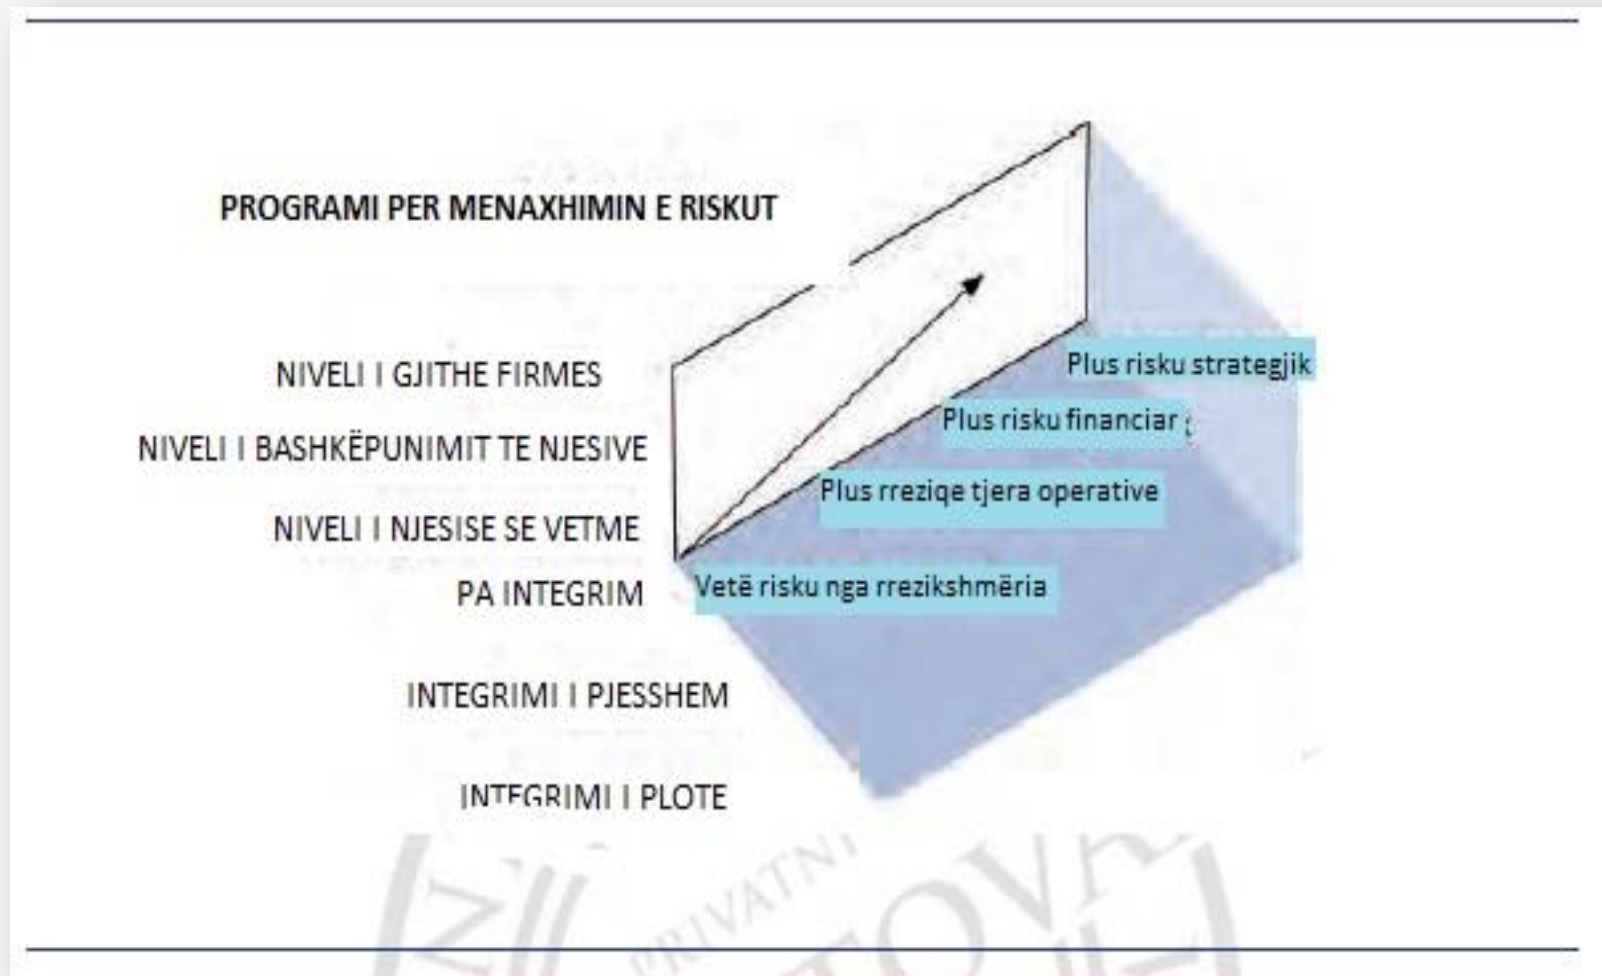 PROGRAMI PER MENAXHIMIN E RISKUT
NIVELI I GJITHE FIRMES
Plus risku strategjik
Plus risku financiar
NIVELI I BASHKËPUNIMIT TE NJESIVE
Plus rreziqe tjera operative
NIVELI I NJESISE SE VETME
PA INTEGRIM
Vetë risku nga rrezikshmëria
INTEGRIMI I PJESSHEM
INTEGRIMI I PLOTE
PRIVATNI